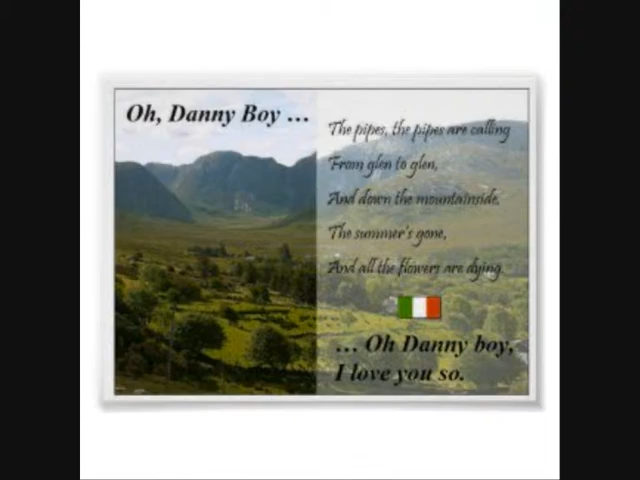 Oh, Danny Boy ...
The pipes, the pipes are calling
From glen to glen,
And down the mountainside.
The summer's gone,
And all the flowers are dying.
... Oh Danny boy,
I love you so.